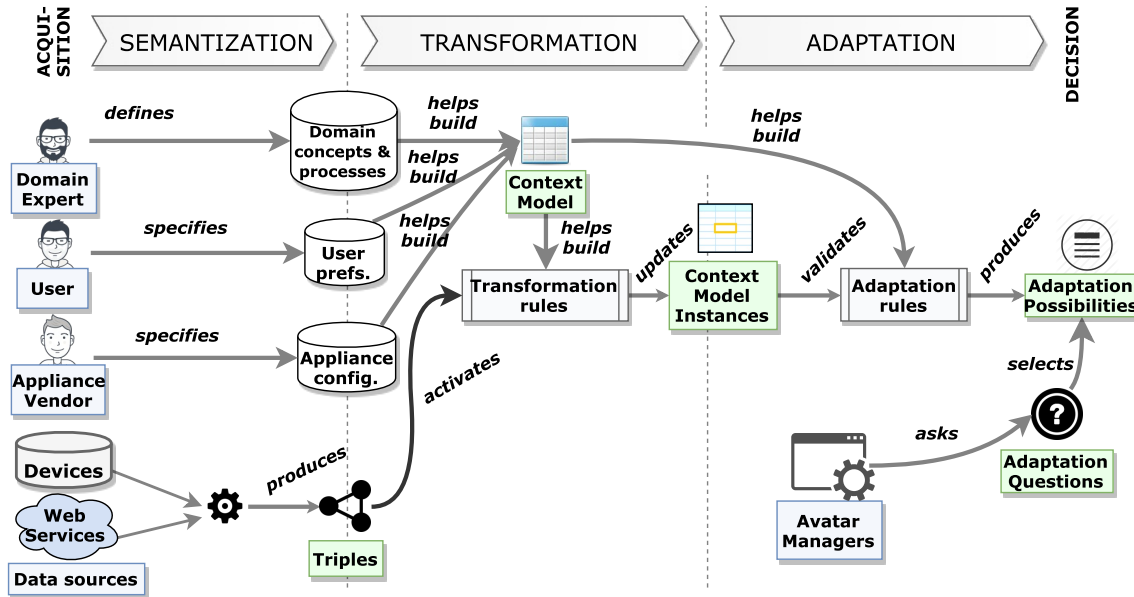 ACQUI-
SITION
SEMANTIZATION
TRANSFORMATION
ADAPTATION
DECISION
defines
Domain
Expert
Domain
concepts &
processes
helps
build
Context
Model
helps
build
specifies
User
User
prefs.
helps
build
helps
build
helps
build
Transformation
rules
updates
Context
Model
Instances
validates
Adaptation
rules
produces
Adaptation
Possibilities
specifies
Appliance
Vendor
Appliance
config.
activates
selects
?
Adaptation
Questions
asks
Avatar
Managers
Devices
Web
Services
Data sources
produces
Triples